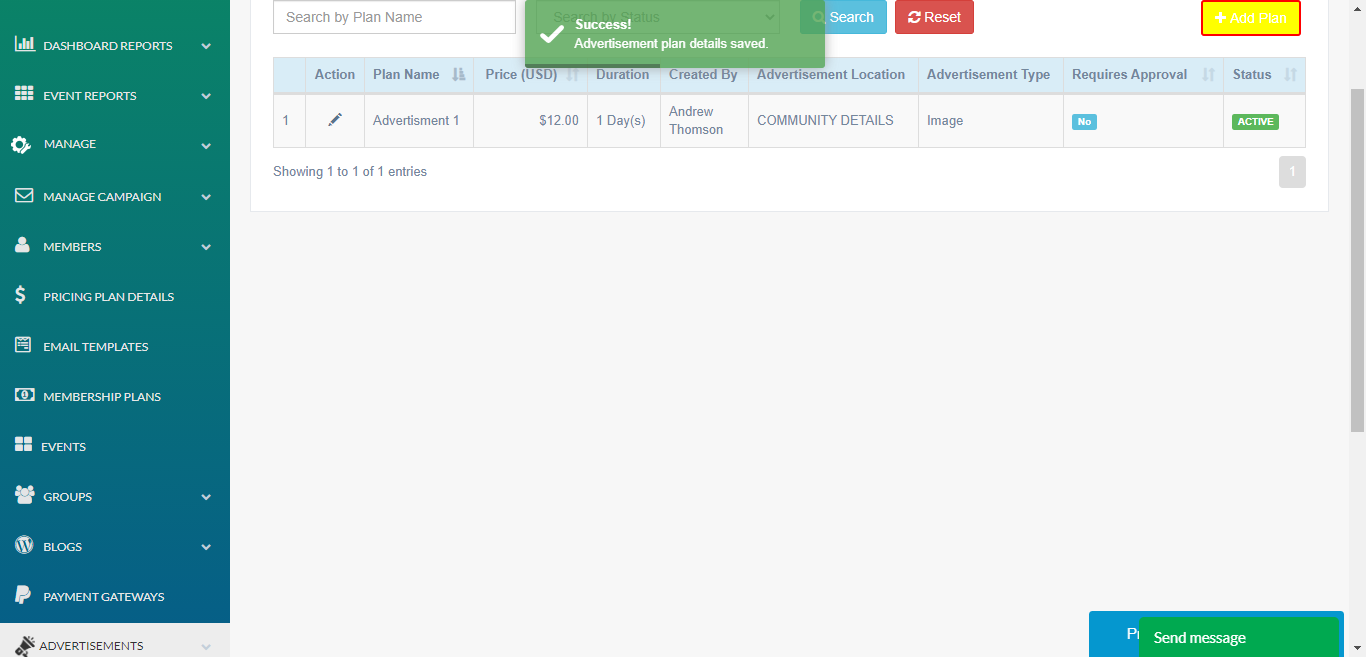 DASHBOARD REPORTS
EVENT REPORTS
MANAGE
MANAGE CAMPAIGN
MEMBERS
PRICING PLAN DETAILS
EMAIL TEMPLATES
MEMBERSHIP PLANS
EVENTS
GROUPS
BLOGS
PAYMENT GATEWAYS
ADVERTISEMENTS
Search by Plan Name
Search by Status
Search
Reset
Add Plan
Success!
Advertisement plan details saved.
Action Plan Name Price (USD) Duration Created By Advertisement Location Advertisement Type Requires Approval Status
1 Advertisment 1 $12.00 1 Day(s) Andrew Thomson COMMUNITY DETAILS Image No ACTIVE
Showing 1 to 1 of 1 entries
1
Send message